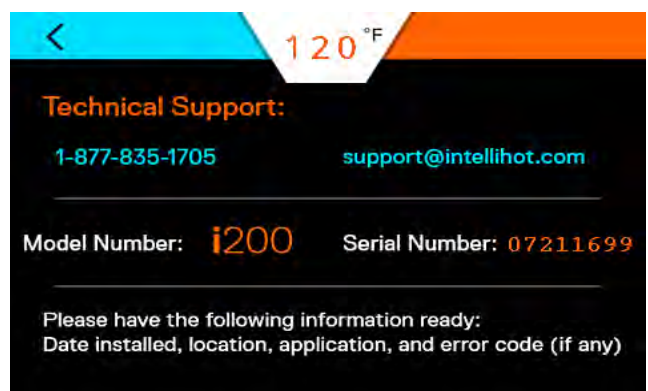 120 °F
Technical Support:
1-877-835-1705 support@intellihot.com
Model Number: i200 Serial Number: 07211699
Please have the following information ready:
Date installed, location, application, and error code (if any)